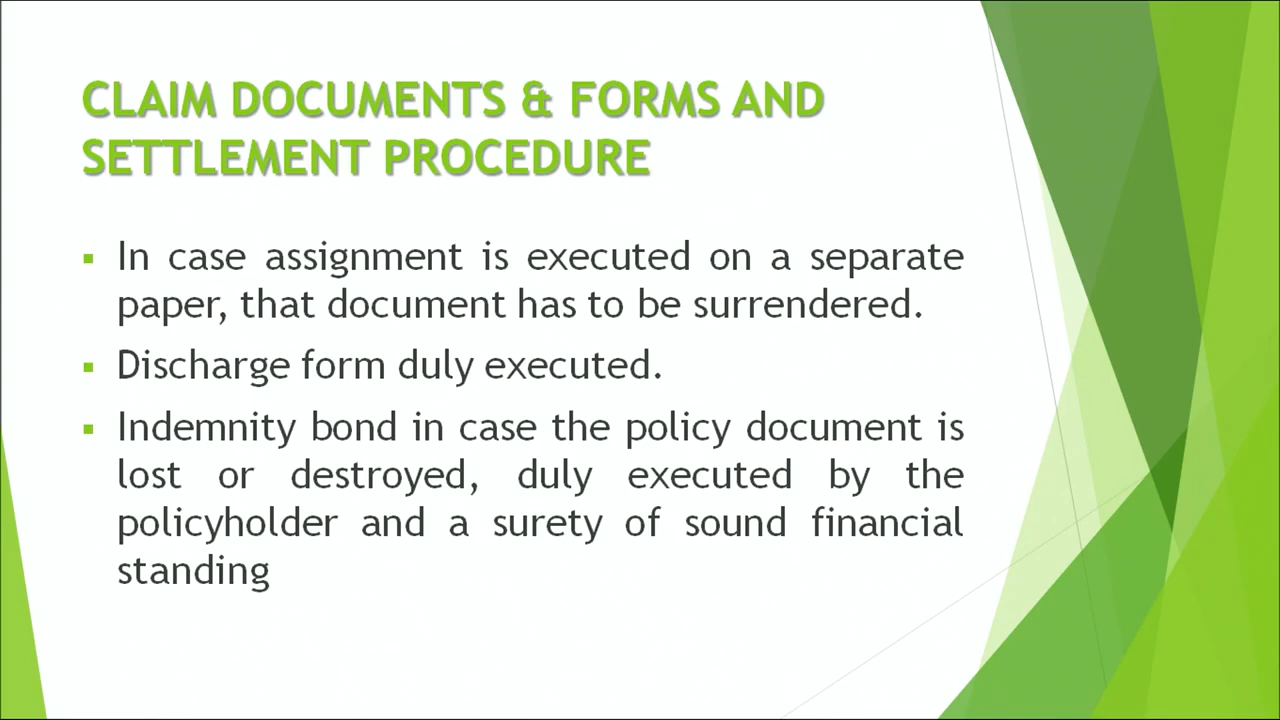 CLAIM DOCUMENTS & FORMS AND
SETTLEMENT PROCEDURE
In case assignment is executed on a separate
paper, that document has to be surrendered.
Discharge form duly executed.
Indemnity bond in case the policy document is
lost or destroyed, duly executed by the
policyholder and a surety of sound financial
standing